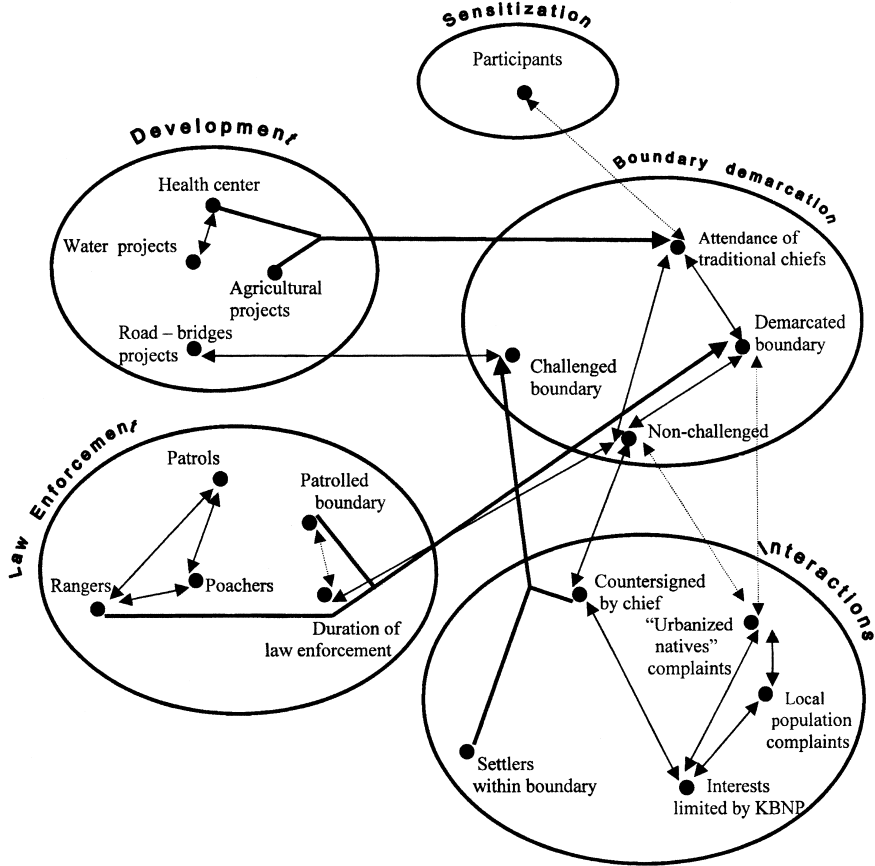 Sensitization
Participants
Development
Health center
Water projects
Agricultural
projects
Road – bridges
projects
Boundary demarcation
Attendance of
traditional chiefs
Demarcated
boundary
Challenged
boundary
Non-challenged
Law Enforcement
Patrols
Patrolled
boundary
Rangers
Poachers
Duration of
law enforcement
Interactions
Countersigned
by chief
“Urbanized
natives”
complaints
Local
population
complaints
Settlers
within boundary
Interests
limited by KBNP